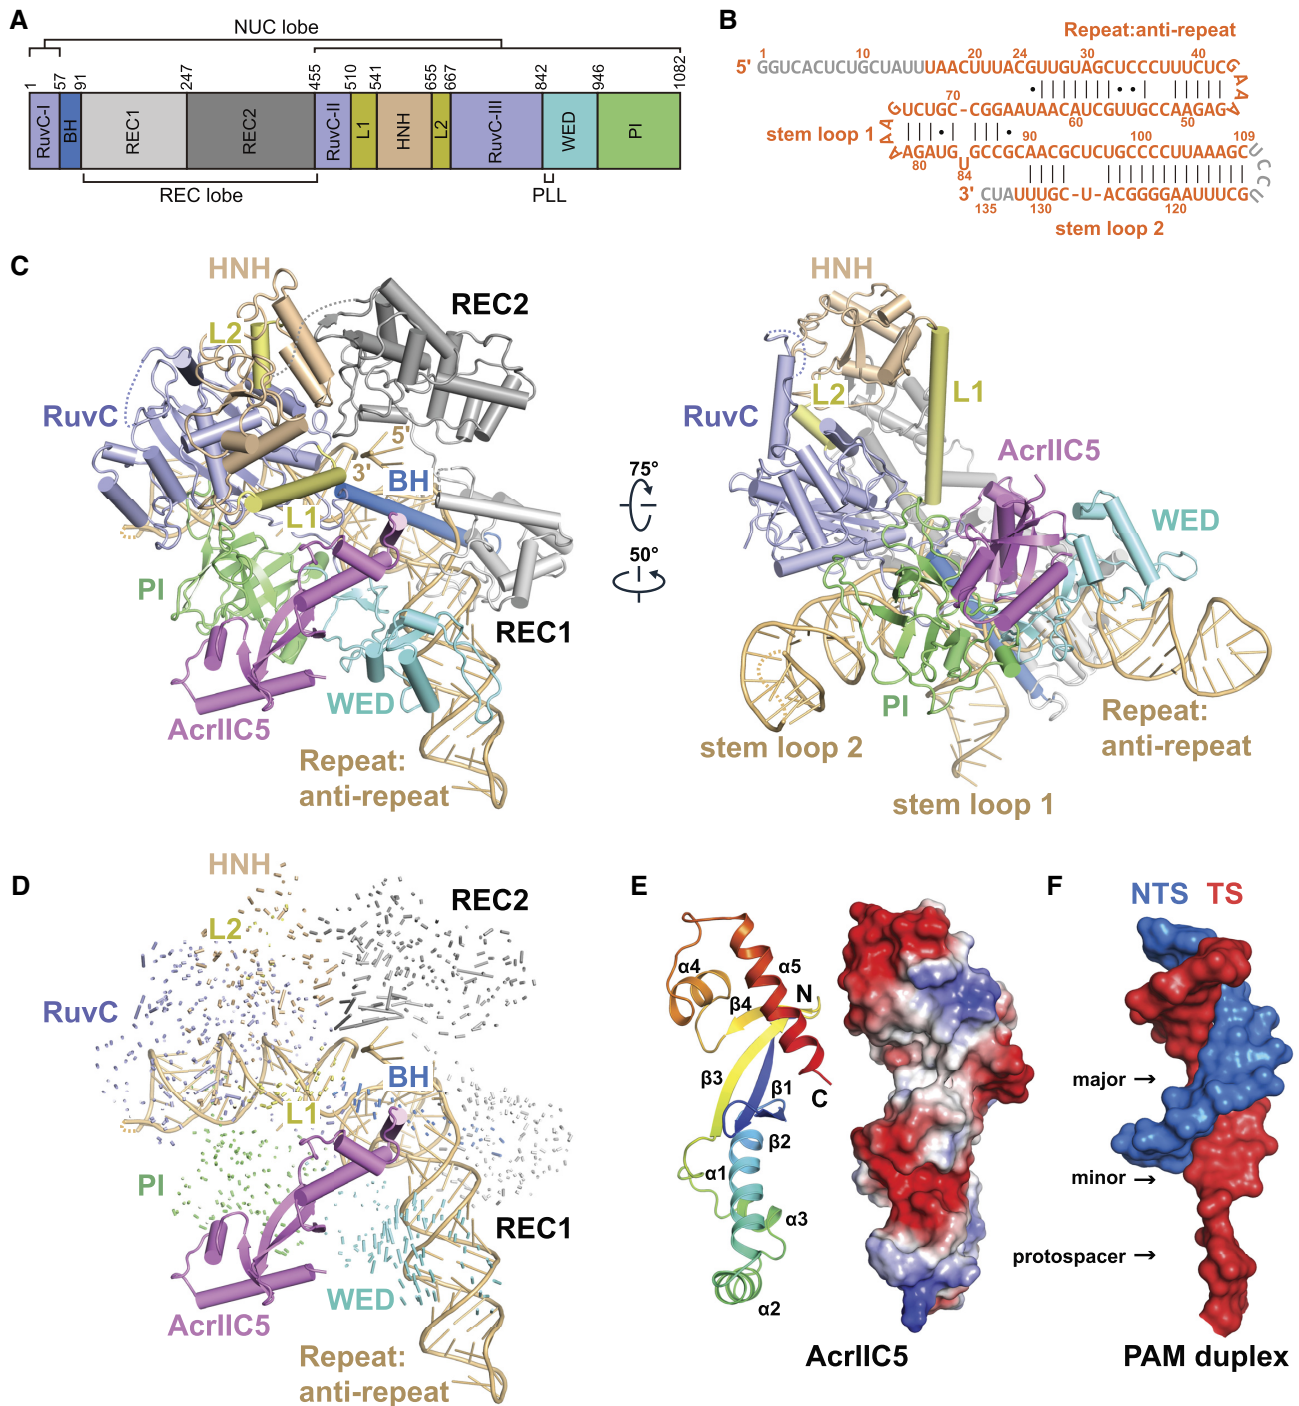 A
NUC lobe
1 57 91 247 455 510 541 655 667 842 946 1082
RuvC-I BH REC1 REC2 RuvC-II L1 HNH L2 RuvC-III WED PI
REC lobe
PLL
B
Repeat:anti-repeat
1 10 20 24 30 40
5' GGUCACUCUGCUAUUUAACUUUACGUUGUAGCUCCCUUUCUC
GAAA
70
GUCUGC-CGGAAUAACAUCGUUGCCAAGAG
60 50
stem loop 1
GAAA
90 100 109
AGAUG U GCCGCAACGCUCUGCCCCUUAAAGC
80 84
UCCU
3' CUAUUUGC-U-ACGGGGAAUUUCG
135 130 120
stem loop 2
C
HNH
REC2
L2
RuvC
5'
3'
BH
L1
PI
REC1
WED
AcrIIC5
Repeat:
anti-repeat
75°
50°
HNH
L2
L1
RuvC
AcrIIC5
WED
PI
Repeat:
anti-repeat
stem loop 2
stem loop 1
D
HNH
REC2
L2
RuvC
BH
L1
PI
REC1
WED
AcrIIC5
Repeat:
anti-repeat
E
α4
α5
N
β4
β3
β1
C
β2
α1
α3
α2
AcrIIC5
F
NTS TS
major →
minor →
protospacer →
PAM duplex